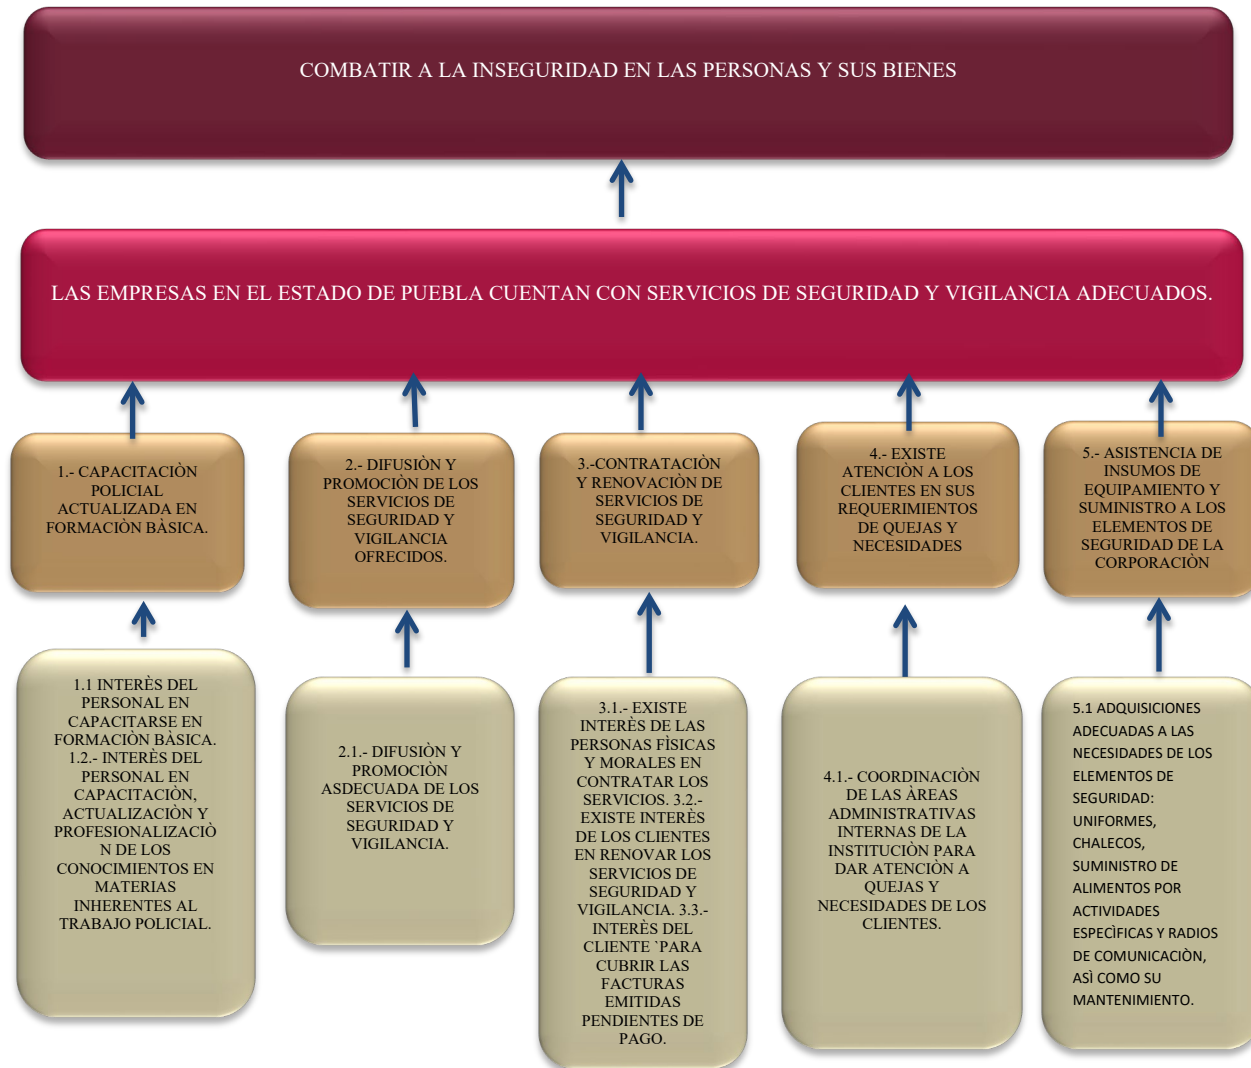 COMBATIR A LA INSEGURIDAD EN LAS PERSONAS Y SUS BIENES
LAS EMPRESAS EN EL ESTADO DE PUEBLA CUENTAN CON SERVICIOS DE SEGURIDAD Y VIGILANCIA ADECUADOS.
1.- CAPACITACIÒN
POLICIAL
ACTUALIZADA EN
FORMACIÒN BÀSICA.
2.- DIFUSIÒN Y
PROMOCIÒN DE LOS
SERVICIOS DE
SEGURIDAD Y
VIGILANCIA
OFRECIDOS.
3.-CONTRATACIÒN
Y RENOVACIÒN DE
SERVICIOS DE
SEGURIDAD Y
VIGILANCIA.
4.- EXISTE
ATENCIÒN A LOS
CLIENTES EN SUS
REQUERIMIENTOS
DE QUEJAS Y
NECESIDADES
5.- ASISTENCIA DE
INSUMOS DE
EQUIPAMIENTO Y
SUMINISTRO A LOS
ELEMENTOS DE
SEGURIDAD DE LA
CORPORACIÒN
1.1 INTERÈS DEL
PERSONAL EN
CAPACITARSE EN
FORMACIÒN BÀSICA.
1.2.- INTERÈS DEL
PERSONAL EN
CAPACITACIÒN,
ACTUALIZACIÒN Y
PROFESIONALIZACIÒ
N DE LOS
CONOCIMIENTOS EN
MATERIAS
INHERENTES AL
TRABAJO POLICIAL.
2.1.- DIFUSIÒN Y
PROMOCIÒN
ASDECUADA DE LOS
SERVICIOS DE
SEGURIDAD Y
VIGILANCIA.
3.1.- EXISTE
INTERÈS DE LAS
PERSONAS FÌSICAS
Y MORALES EN
CONTRATAR LOS
SERVICIOS. 3.2.-
EXISTE INTERÈS
DE LOS CLIENTES
EN RENOVAR LOS
SERVICIOS DE
SEGURIDAD Y
VIGILANCIA. 3.3.-
INTERÈS DEL
CLIENTE `PARA
CUBRIR LAS
FACTURAS
EMITIDAS
PENDIENTES DE
PAGO.
4.1.- COORDINACIÒN
DE LAS ÀREAS
ADMINISTRATIVAS
INTERNAS DE LA
INSTITUCIÒN PARA
DAR ATENCIÒN A
QUEJAS Y
NECESIDADES DE LOS
CLIENTES.
5.1 ADQUISICIONES
ADECUADAS A LAS
NECESIDADES DE LOS
ELEMENTOS DE
SEGURIDAD:
UNIFORMES,
CHALECOS,
SUMINISTRO DE
ALIMENTOS POR
ACTIVIDADES
ESPECÌFICAS Y RADIOS
DE COMUNICACIÒN,
ASÌ COMO SU
MANTENIMIENTO.